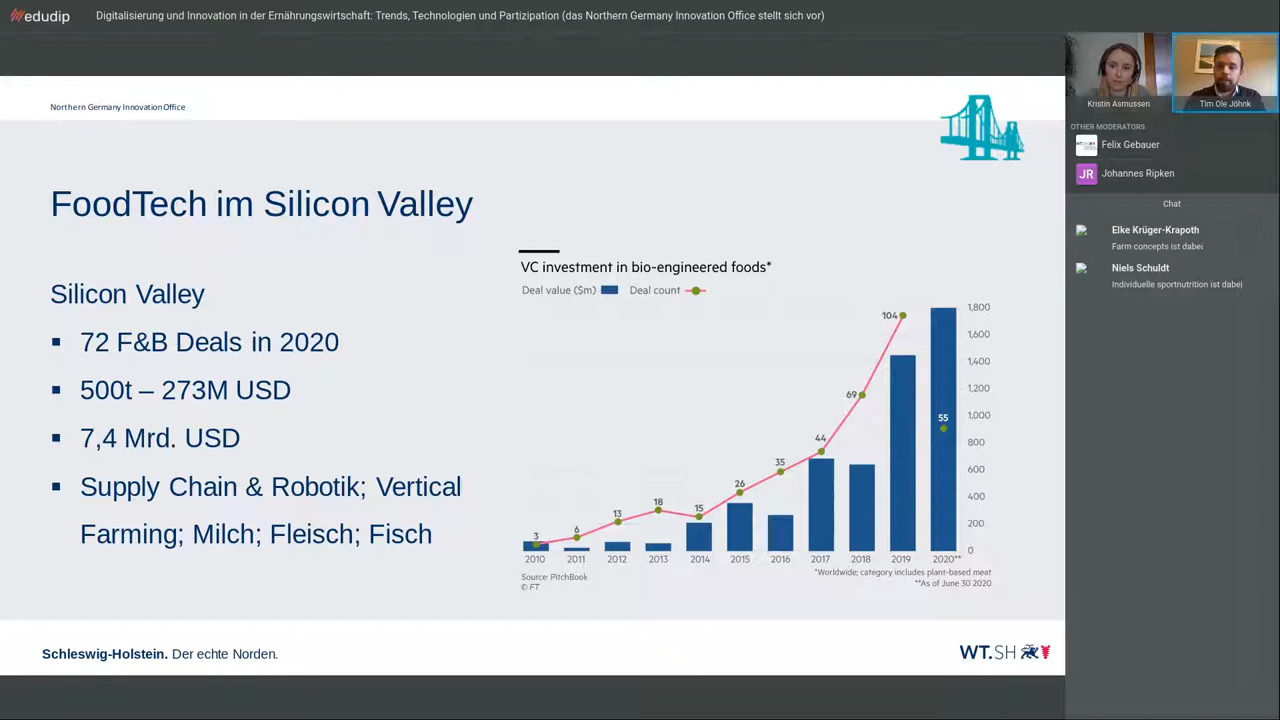 edudip
Digitalisierung und Innovation in der Ernährungswirtschaft: Trends, Technologien und Partizipation (das Northern Germany Innovation Office stellt sich vor)
Northern Germany Innovation Office
FoodTech im Silicon Valley
Silicon Valley
▪ 72 F&B Deals in 2020
▪ 500t – 273M USD
▪ 7,4 Mrd. USD
▪ Supply Chain & Robotik; Vertical
Farming; Milch; Fleisch; Fisch
VC investment in bio-engineered foods*
Deal value ($m) Deal count
1,800
1,600
1,400
1,200
1,000
800
600
400
200
0
3
6
13
18
15
26
35
44
69
104
55
2010 2011 2012 2013 2014 2015 2016 2017 2018 2019 2020**
Source: PitchBook
© FT
*Worldwide; category includes plant-based meat
**As of June 30 2020
Schleswig-Holstein. Der echte Norden.
WT.SH
Kristin Asmussen
Tim Ole Jöhnk
OTHER MODERATORS
Felix Gebauer
JR Johannes Ripken
Chat
Elke Krüger-Krapoth
Farm concepts ist dabei
Niels Schuldt
Individuelle sportnutrition ist dabei